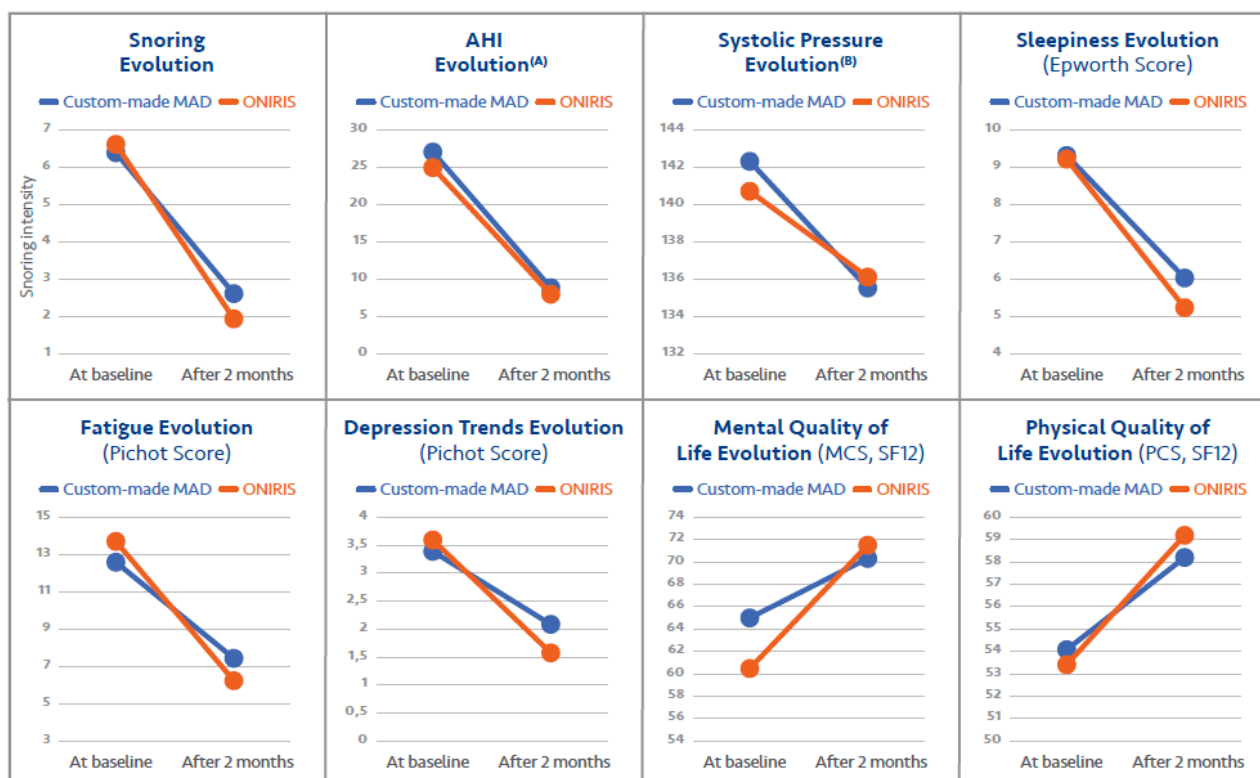 Snoring
Evolution
Custom-made MAD ONIRIS
Snoring intensity
7
6
5
4
3
2
1
At baseline After 2 months
AHI
Evolution(A)
Custom-made MAD ONIRIS
30
25
20
15
10
5
0
At baseline After 2 months
Systolic Pressure
Evolution(B)
Custom-made MAD ONIRIS
144
142
140
138
136
134
132
At baseline After 2 months
Sleepiness Evolution
(Epworth Score)
Custom-made MAD ONIRIS
10
9
8
7
6
5
4
At baseline After 2 months
Fatigue Evolution
(Pichot Score)
Custom-made MAD ONIRIS
15
13
11
9
7
5
3
At baseline After 2 months
Depression Trends Evolution
(Pichot Score)
Custom-made MAD ONIRIS
4
3,5
3
2,5
2
1,5
1
0,5
0
At baseline After 2 months
Mental Quality of
Life Evolution (MCS, SF12)
Custom-made MAD ONIRIS
74
72
70
68
66
64
62
60
58
56
54
At baseline After 2 months
Physical Quality of
Life Evolution (PCS, SF12)
Custom-made MAD ONIRIS
60
59
58
57
56
55
54
53
52
51
50
At baseline After 2 months